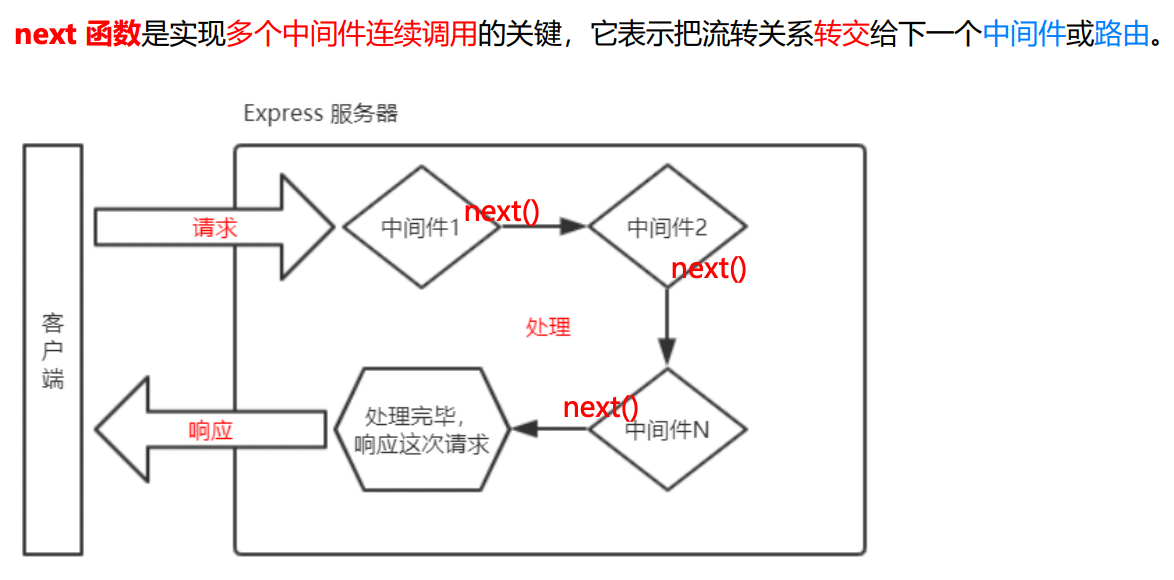 next 函数是实现多个中间件连续调用的关键，它表示把流转关系转交给下一个中间件或路由。
Express 服务器
请求
中间件1
next()
中间件2
next()
客
户
端
处理
next()
中间件N
处理完毕，
响应这次请求
响应